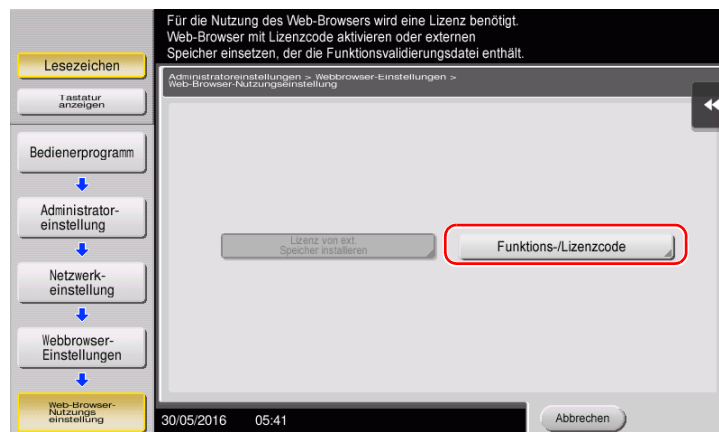 Für die Nutzung des Web-Browsers wird eine Lizenz benötigt.
Web-Browser mit Lizenzcode aktivieren oder externen
Speicher einsetzen, der die Funktionsvalidierungsdatei enthält.
Lesezeichen
Tastatur
anzeigen
Administratoreinstellungen > Webbrowser-Einstellungen >
Web-Browser-Nutzungseinstellung
Bedienerprogramm
Administrator-
einstellung
Netzwerk-
einstellung
Webbrowser-
Einstellungen
Web-Browser-
Nutzungs
einstellung
Lizenz von ext.
Speicher installieren
Funktions-/Lizenzcode
30/05/2016 05:41
Abbrechen